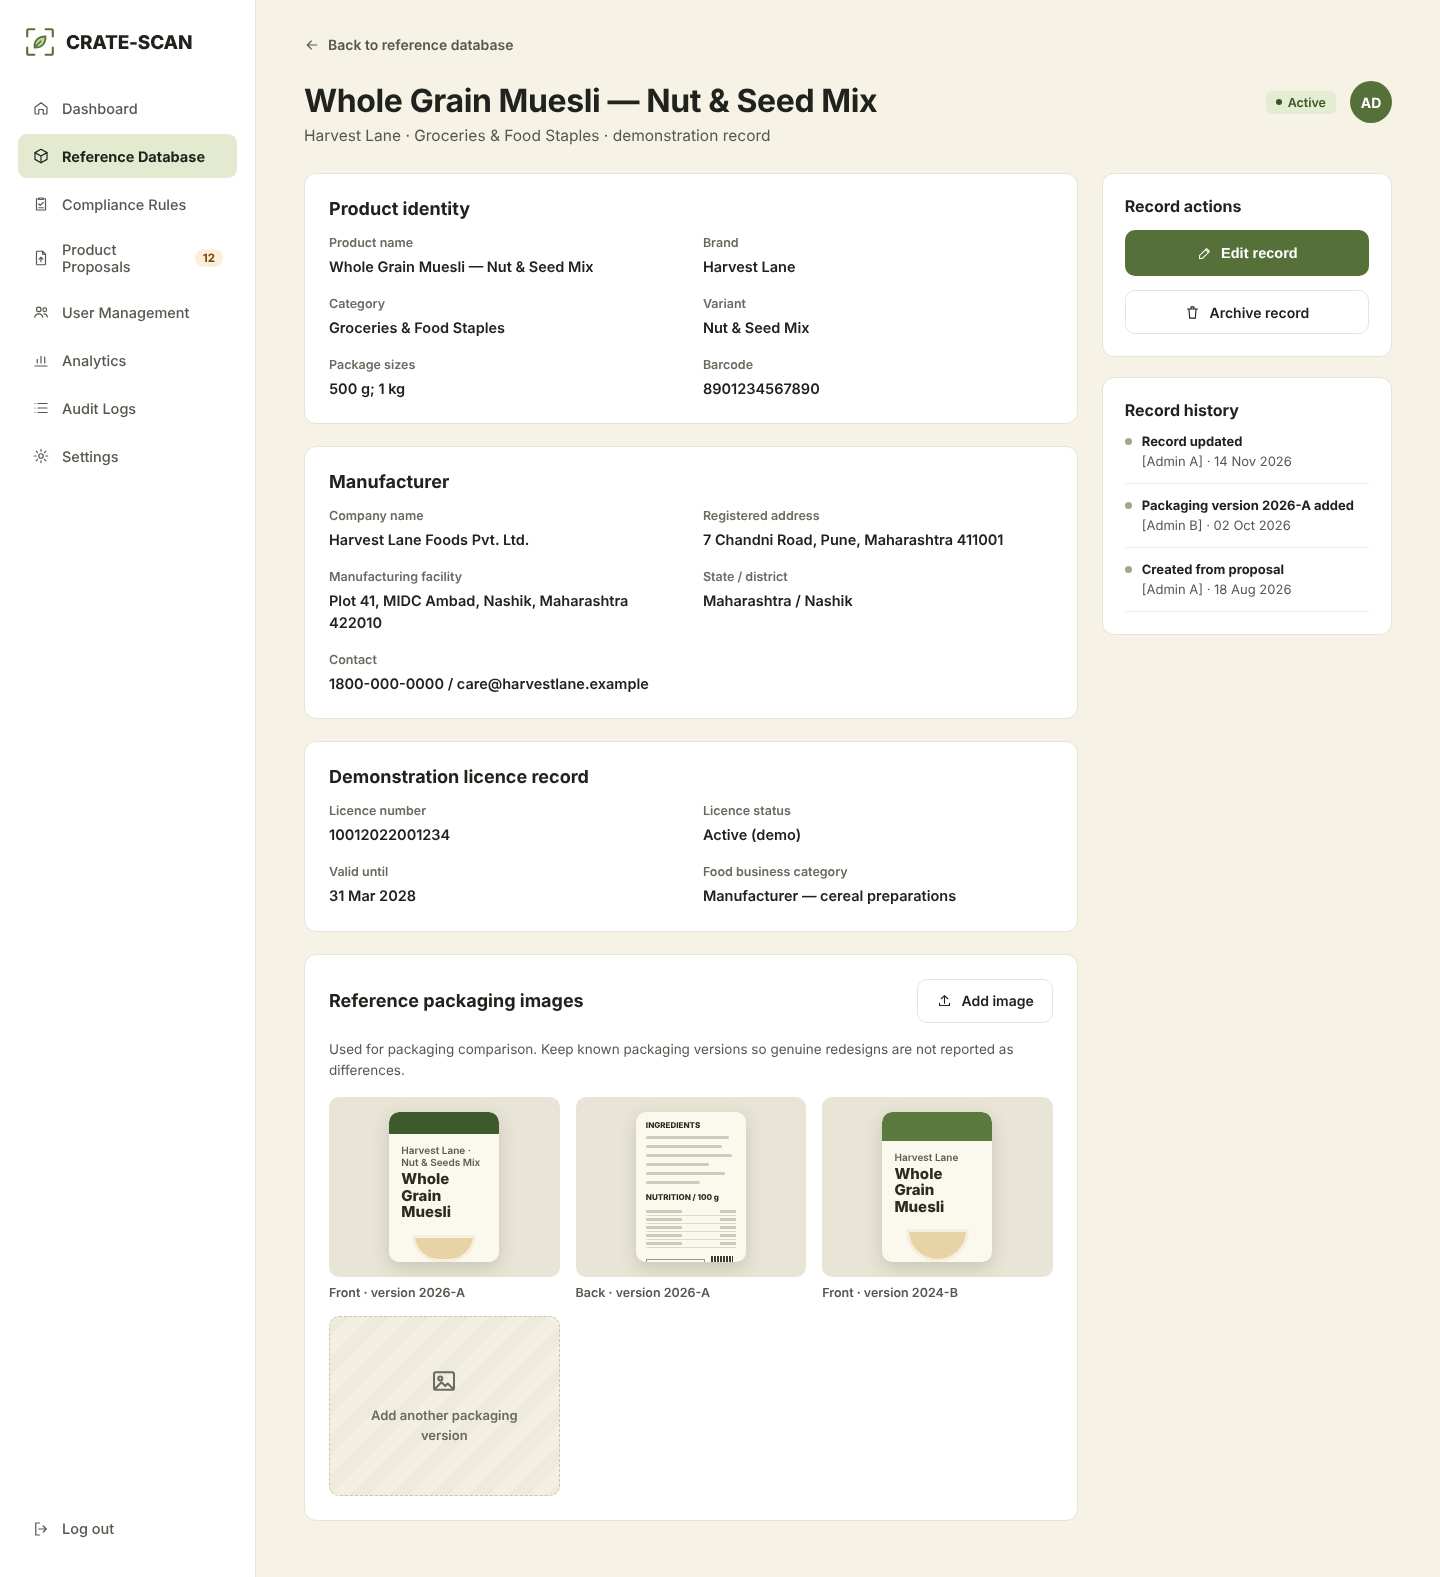 CRATE-SCAN
Dashboard
Reference Database
Compliance Rules
Product
Proposals
12
User Management
Analytics
Audit Logs
Settings
Log out
Back to reference database
Whole Grain Muesli — Nut & Seed Mix
Harvest Lane · Groceries & Food Staples · demonstration record
Active
AD
Product identity
Product name
Whole Grain Muesli — Nut & Seed Mix
Brand
Harvest Lane
Category
Groceries & Food Staples
Variant
Nut & Seed Mix
Package sizes
500 g; 1 kg
Barcode
8901234567890
Manufacturer
Company name
Harvest Lane Foods Pvt. Ltd.
Registered address
7 Chandni Road, Pune, Maharashtra 411001
Manufacturing facility
Plot 41, MIDC Ambad, Nashik, Maharashtra
422010
State / district
Maharashtra / Nashik
Contact
1800-000-0000 / care@harvestlane.example
Demonstration licence record
Licence number
10012022001234
Licence status
Active (demo)
Valid until
31 Mar 2028
Food business category
Manufacturer — cereal preparations
Reference packaging images
Add image
Used for packaging comparison. Keep known packaging versions so genuine redesigns are not reported as
differences.
Harvest Lane ·
Nut & Seeds Mix
Whole
Grain
Muesli
Front · version 2026-A
INGREDIENTS
NUTRITION / 100 g
Back · version 2026-A
Harvest Lane
Whole
Grain
Muesli
Front · version 2024-B
Add another packaging
version
Record actions
Edit record
Archive record
Record history
Record updated
[Admin A] · 14 Nov 2026
Packaging version 2026-A added
[Admin B] · 02 Oct 2026
Created from proposal
[Admin A] · 18 Aug 2026